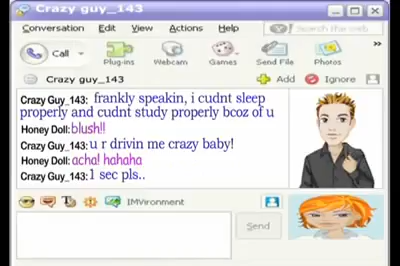 Crazy guy_143
Conversation Edit View Actions Help Search the web
Call Plug-ins Webcam Games Send File Photos
Crazy guy_143 Add Ignore
Crazy Guy_143: frankly speakin, i cudnt sleep
properly and cudnt study properly bcoz of u
Honey Doll: blush!!
Crazy Guy_143: u r drivin me crazy baby!
Honey Doll: acha! hahaha
Crazy Guy_143: 1 sec pls..
IMVironment
Send